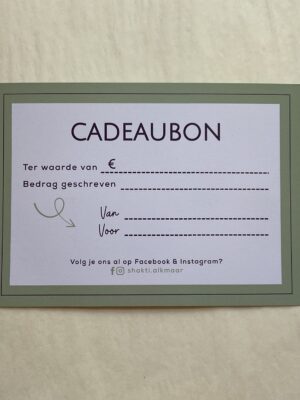 CADEAUBON
Ter waarde van €
Bedrag geschreven
Van
Voor
Volg je ons al op Facebook & Instagram?
shakti.alkmaar